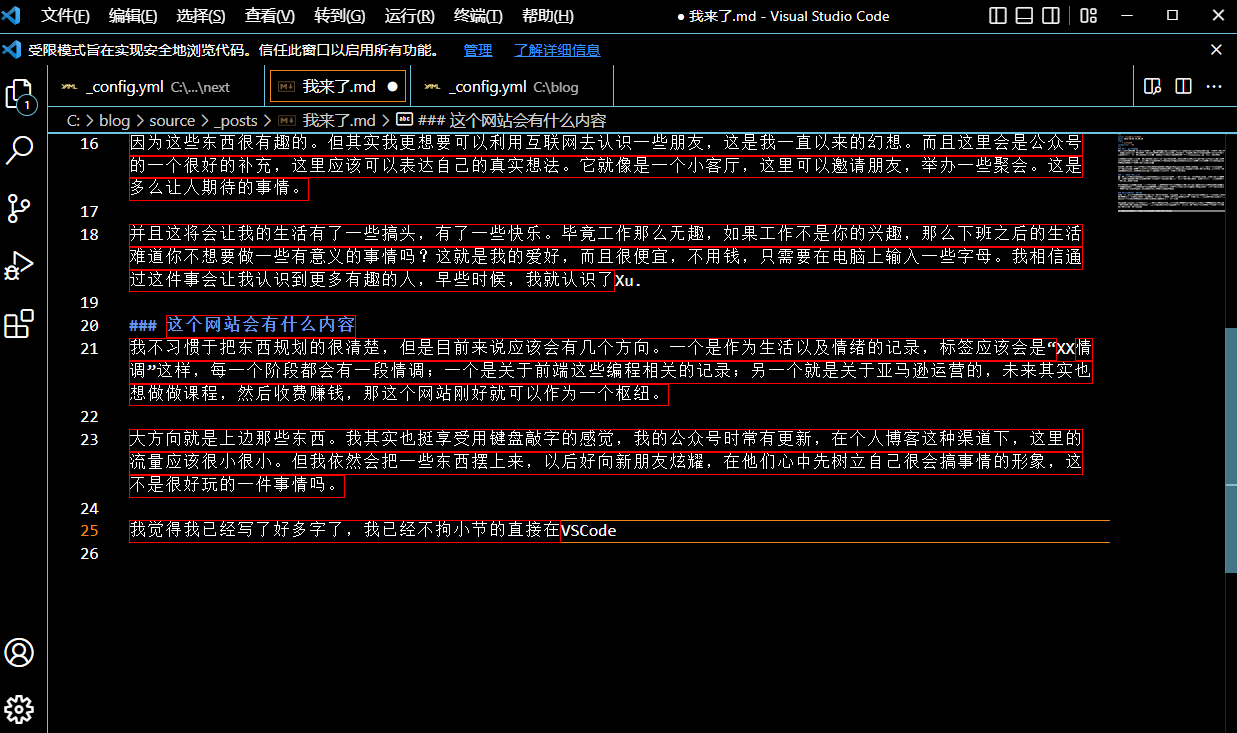 文件(F) 编辑(E) 选择(S) 查看(V) 转到(G) 运行(R) 终端(T) 帮助(H) ● 我来了.md - Visual Studio Code
受限模式旨在实现安全地浏览代码。信任此窗口以启用所有功能。 管理 了解详细信息
_config.yml C:\...\next 我来了.md ● _config.yml C:\blog
1
C: > blog > source > _posts > 我来了.md > ### 这个网站会有什么内容
16 因为这些东西很有趣的。但其实我更想要可以利用互联网去认识一些朋友，这是我一直以来的幻想。而且这里会是公众号
的一个很好的补充，这里应该可以表达自己的真实想法。它就像是一个小客厅，这里可以邀请朋友，举办一些聚会。这是
多么让人期待的事情。
17
18 并且这将会让我的生活有了一些搞头，有了一些快乐。毕竟工作那么无趣，如果工作不是你的兴趣，那么下班之后的生活
难道你不想要做一些有意义的事情吗？这就是我的爱好，而且很便宜，不用钱，只需要在电脑上输入一些字母。我相信通
过这件事会让我认识到更多有趣的人，早些时候，我就认识了Xu.
19
20 ### 这个网站会有什么内容
21 我不习惯于把东西规划的很清楚，但是目前来说应该会有几个方向。一个是作为生活以及情绪的记录，标签应该会是“XX情
调”这样，每一个阶段都会有一段情调；一个是关于前端这些编程相关的记录；另一个就是关于亚马逊运营的，未来其实也
想做做课程，然后收费赚钱，那这个网站刚好就可以作为一个枢纽。
22
23 大方向就是上边那些东西。我其实也挺享受用键盘敲字的感觉，我的公众号时常有更新，在个人博客这种渠道下，这里的
流量应该很小很小。但我依然会把一些东西摆上来，以后好向新朋友炫耀，在他们心中先树立自己很会搞事情的形象，这
不是很好玩的一件事情吗。
24
25 我觉得我已经写了好多字了，我已经不拘小节的直接在VSCode
26